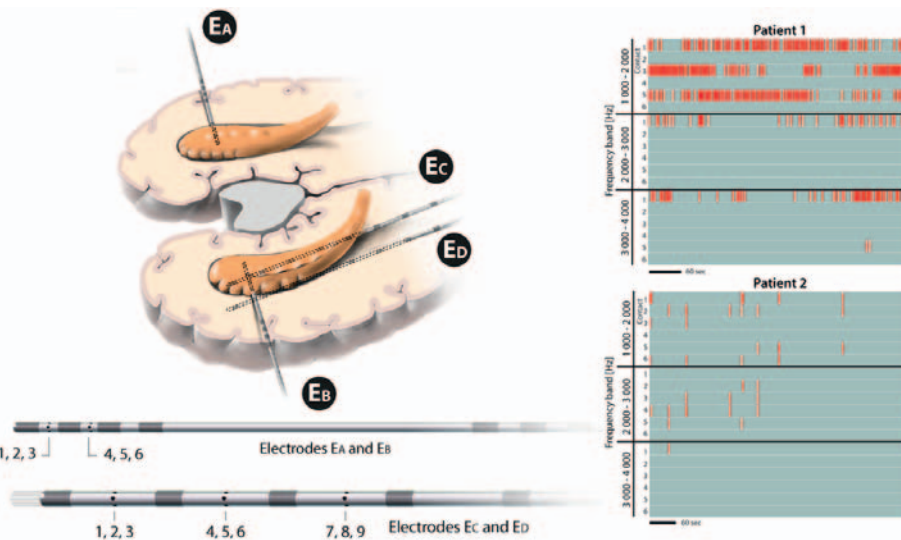 EA
EC
ED
EB
1, 2, 3
4, 5, 6
Electrodes EA and EB
1, 2, 3
4, 5, 6
7, 8, 9
Electrodes EC and ED
Patient 1
Frequency band [Hz]
1 000 - 2 000
Contact
1
2
3
4
5
6
2 000 - 3 000
1
2
3
4
5
6
3 000 - 4 000
1
2
3
4
5
6
60 sec
Patient 2
Frequency band [Hz]
1 000 - 2 000
Contact
1
2
3
4
5
6
2 000 - 3 000
1
2
3
4
5
6
3 000 - 4 000
1
2
3
4
5
6
60 sec